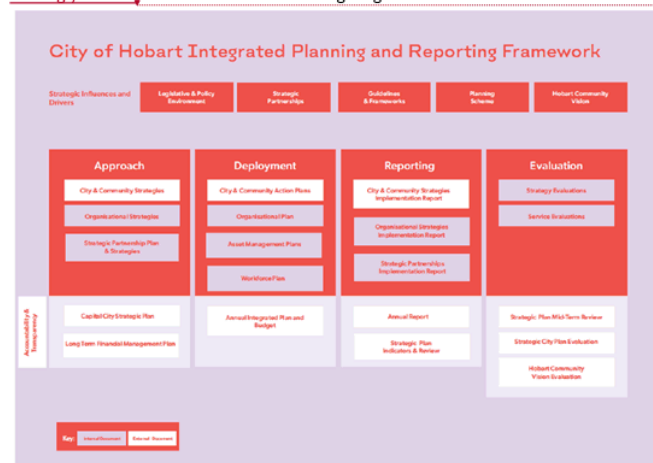 City of Hobart Integrated Planning and Reporting Framework
Strategic Influences and
Drivers
Legislative & Policy
Environment
Strategic
Partnerships
Guidelines
& Frameworks
Planning
Scheme
Hobart Community
Vision
Approach
City & Community Strategies
Organisational Strategies
Strategic Partnership Plan
& Strategies
Deployment
City & Community Action Plans
Organisational Plan
Asset Management Plans
Workforce Plan
Reporting
City & Community Strategies
Implementation Report
Organisational Strategies
Implementation Report
Strategic Partnerships
Implementation Report
Evaluation
Strategy Evaluations
Service Evaluations
Accountability &
Transparency
Capital City Strategic Plan
Long Term Financial Management Plan
Annual Integrated Plan and
Budget
Annual Report
Strategic Plan
Indicators & Review
Strategic Plan Mid-Term Review
Strategic City Plan Evaluation
Hobart Community
Vision Evaluation
Key:
Internal Document
External Document